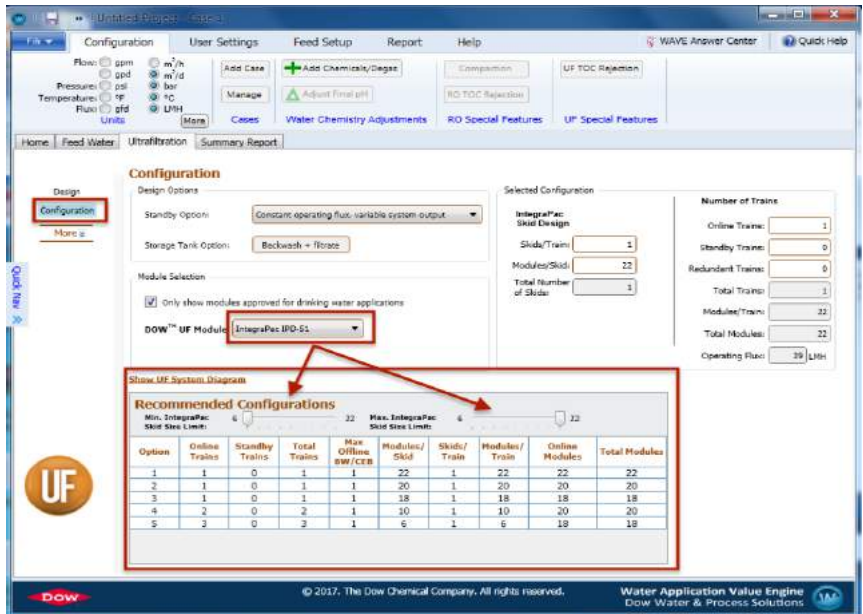 Untitled Project - Case 1
File
Configuration
User Settings
Feed Setup
Report
Help
WAVE Answer Center
Quick Help
Flow: gpm m³/h
gpd m³/d
Pressure: psi bar
Temperature: °F °C
Flux: gfd LMH
Units
More
Add Case
Manage
Cases
Add Chemicals/Degas
Adjust Final pH
Water Chemistry Adjustments
Compaction
RO TOC Rejection
RO Special Features
UF TOC Rejection
UF Special Features
Home Feed Water Ultrafiltration Summary Report
Quick Nav
Design
Configuration
More
Configuration
Design Options
Standby Option: Constant operating flux, variable system output
Storage Tank Option: Backwash + filtrate
Module Selection
Only show modules approved for drinking water applications
DOW™ UF Module IntegraPac IPD-51
Selected Configuration
IntegraPac
Skid Design
Skids/Train: 1
Modules/Skid: 22
Total Number
of Skids: 1
Number of Trains
Online Trains: 1
Standby Trains: 0
Redundant Trains: 0
Total Trains: 1
Modules/Train: 22
Total Modules: 22
Operating Flux: 39 LMH
Show UF System Diagram
Recommended Configurations
Min. IntegraPac
Skid Size Limit: 6 22
Max. IntegraPac
Skid Size Limit: 6 22
Option Online Trains Standby Trains Total Trains Max Offline BW/CEB Modules/Skid Skids/Train Modules/Train Online Modules Total Modules
1 1 0 1 1 22 1 22 22 22
2 1 0 1 1 20 1 20 20 20
3 1 0 1 1 18 1 18 18 18
4 2 0 2 1 10 1 10 20 20
5 3 0 3 1 6 1 6 18 18
UF
Dow
© 2017. The Dow Chemical Company. All rights reserved.
Water Application Value Engine
Dow Water & Process Solutions